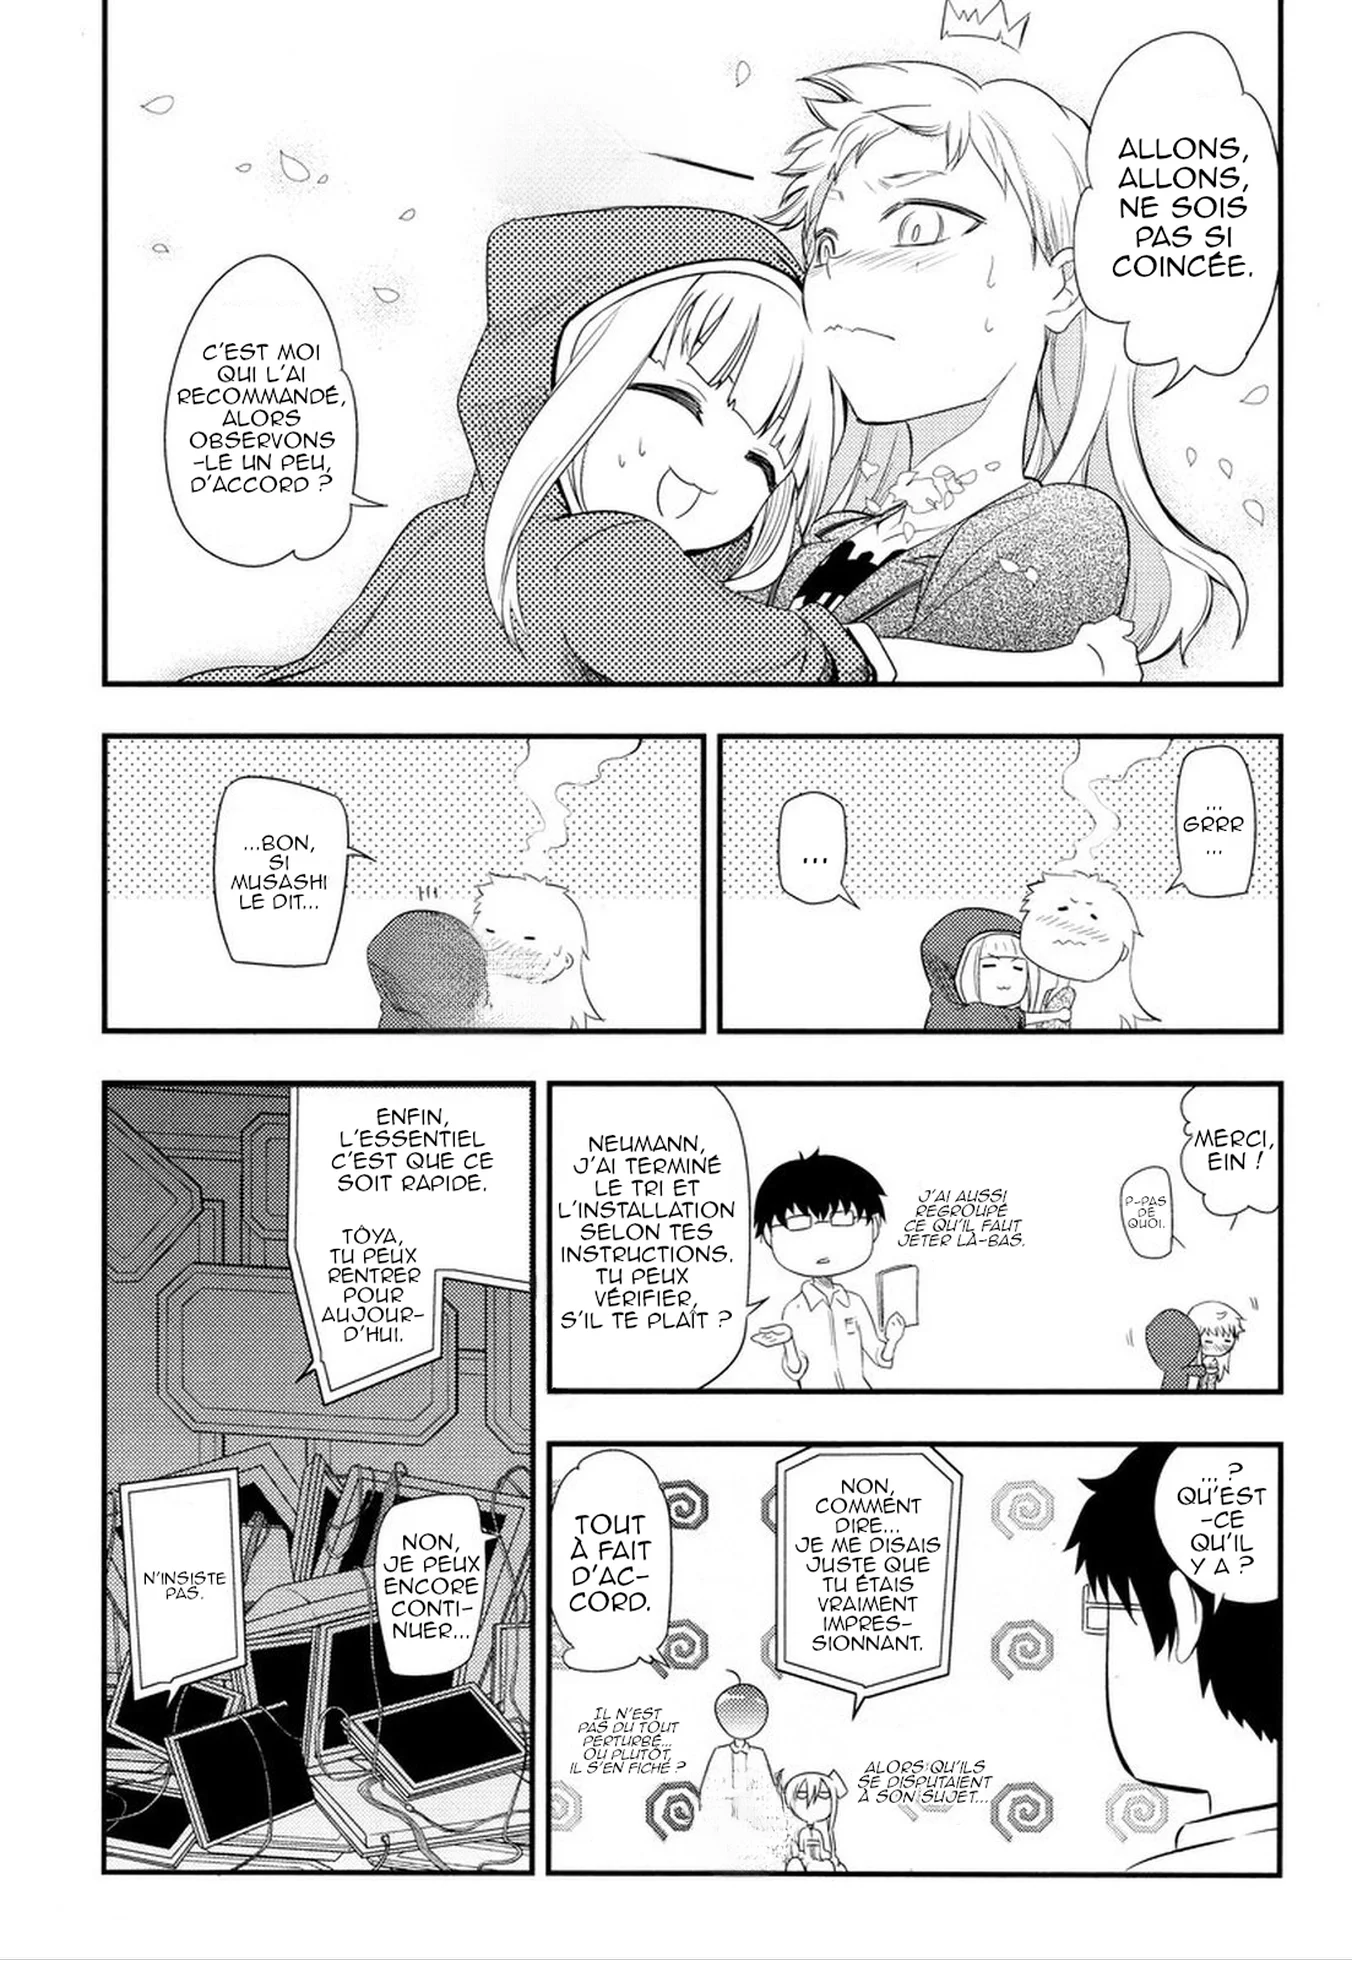 ALLONS,
ALLONS,
NE SOIS
PAS SI
COINCÉE.
C'EST MOI
QUI L'AI
RECOMMANDÉ,
ALORS
OBSERVONS
-LE UN PEU,
D'ACCORD ?
...
GRRR
...
...
...BON,
SI
MUSASHI
LE DIT...
MERCI,
EIN !
P-PAS
DE
QUOI.
J'AI AUSSI
REGROUPÉ
CE QU'IL FAUT
JETER LÀ-BAS.
NEUMANN,
J'AI TERMINÉ
LE TRI ET
L'INSTALLATION
SELON TES
INSTRUCTIONS.
TU PEUX
VÉRIFIER,
S'IL TE PLAÎT ?
... ?
QU'EST
-CE
QU'IL
Y A ?
NON,
COMMENT
DIRE...
JE ME DISAIS
JUSTE QUE
TU ÉTAIS
VRAIMENT
IMPRES-
SIONNANT.
ALORS QU'ILS
SE DISPUTAIENT
À SON SUJET...
TOUT
À FAIT
D'AC-
CORD.
IL N'EST
PAS DU TOUT
PERTURBÉ...
OU PLUTÔT,
IL S'EN FICHE ?
ENFIN,
L'ESSENTIEL
C'EST QUE CE
SOIT RAPIDE.
TÔYA,
TU PEUX
RENTRER
POUR
AUJOUR-
D'HUI.
NON,
JE PEUX
ENCORE
CONTI-
NUER...
N'INSISTE
PAS.